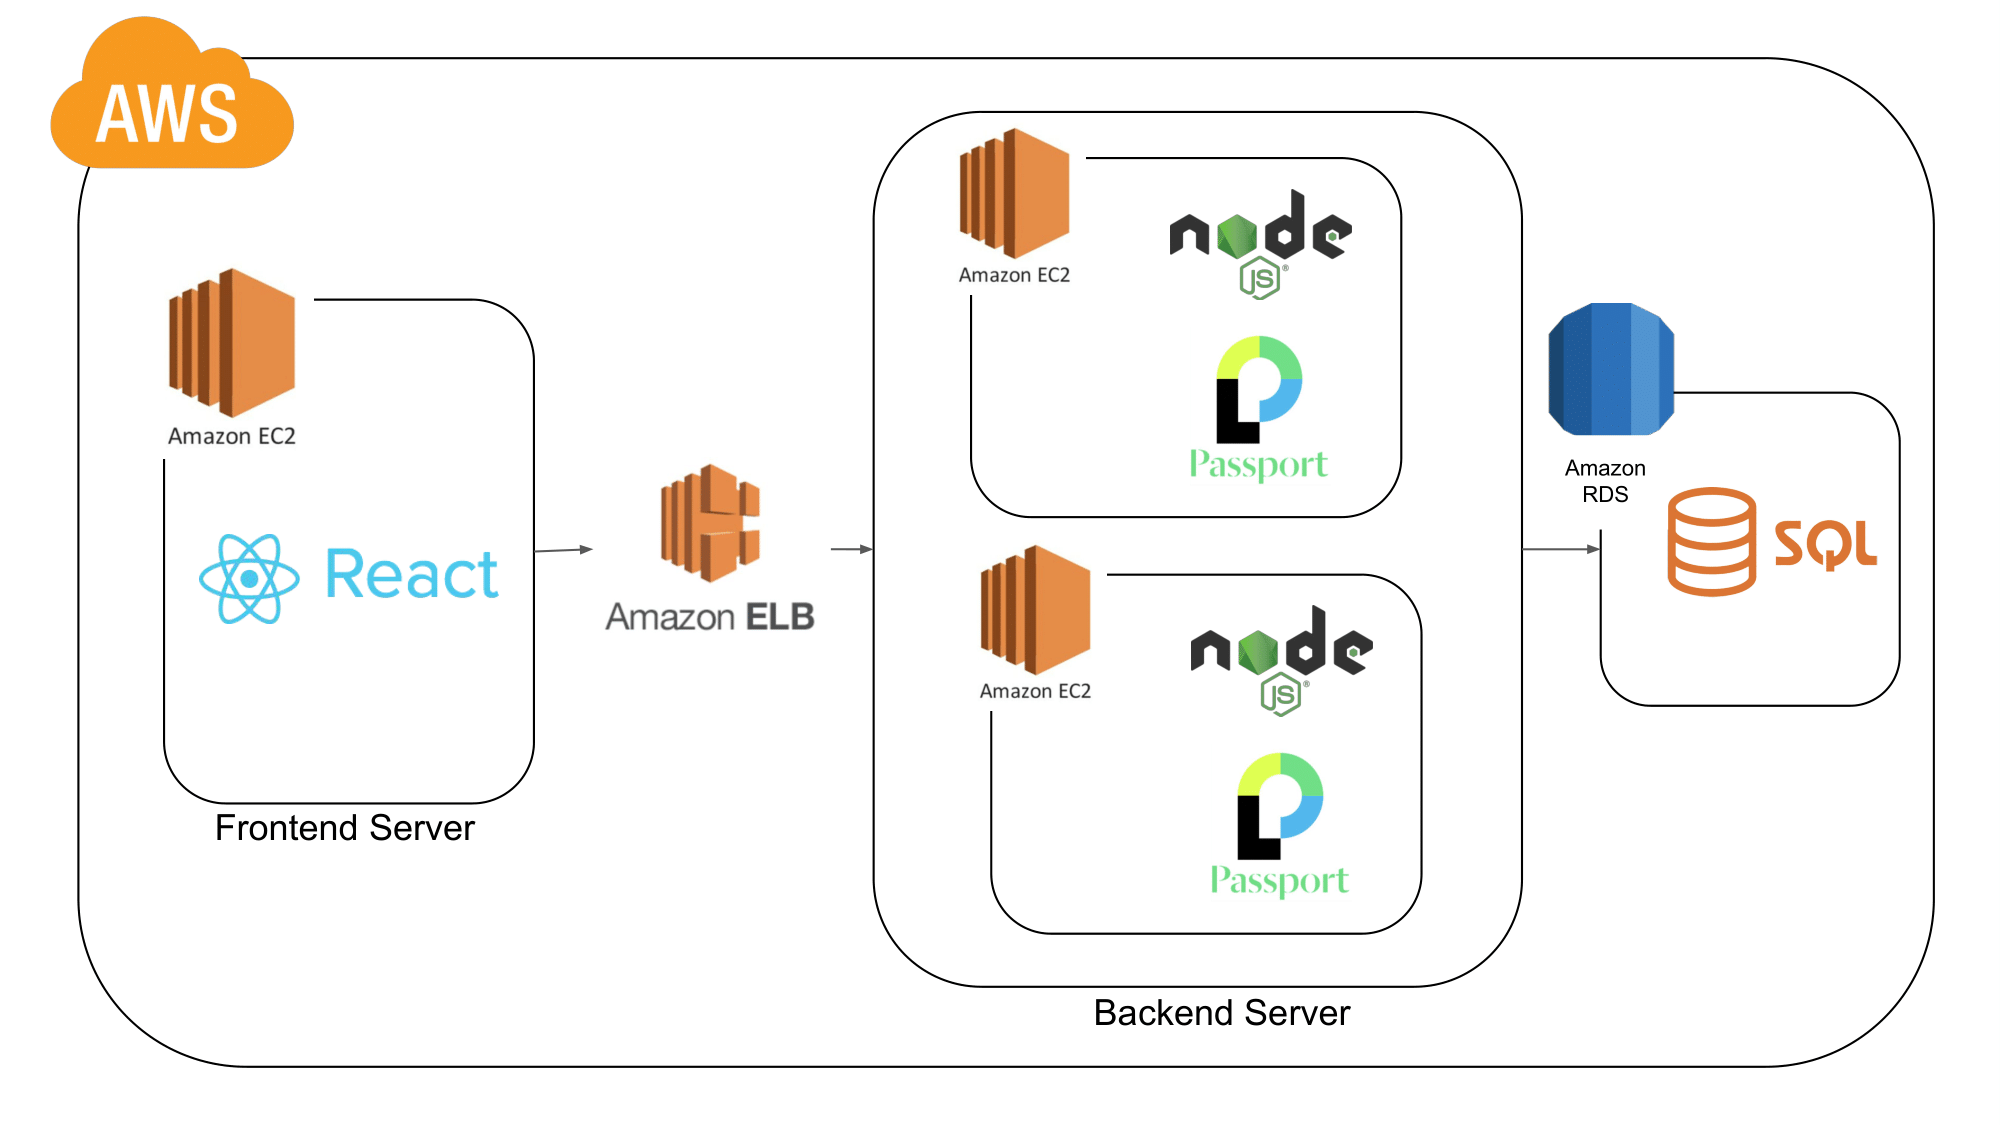 AWS
Amazon EC2
React
Frontend Server
Amazon ELB
Amazon EC2
node
JS®
Passport
Amazon EC2
node
JS®
Passport
Backend Server
Amazon
RDS
SQL